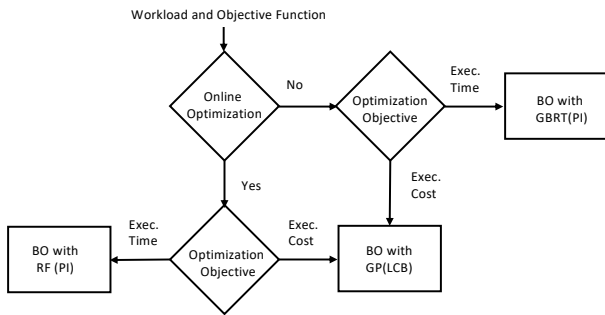 Workload and Objective Function
Online
Optimization
No
Optimization
Objective
Exec.
Time
BO with
GBRT(PI)
Yes
Exec.
Cost
Exec.
Time
BO with
RF (PI)
Optimization
Objective
Exec.
Cost
BO with
GP(LCB)